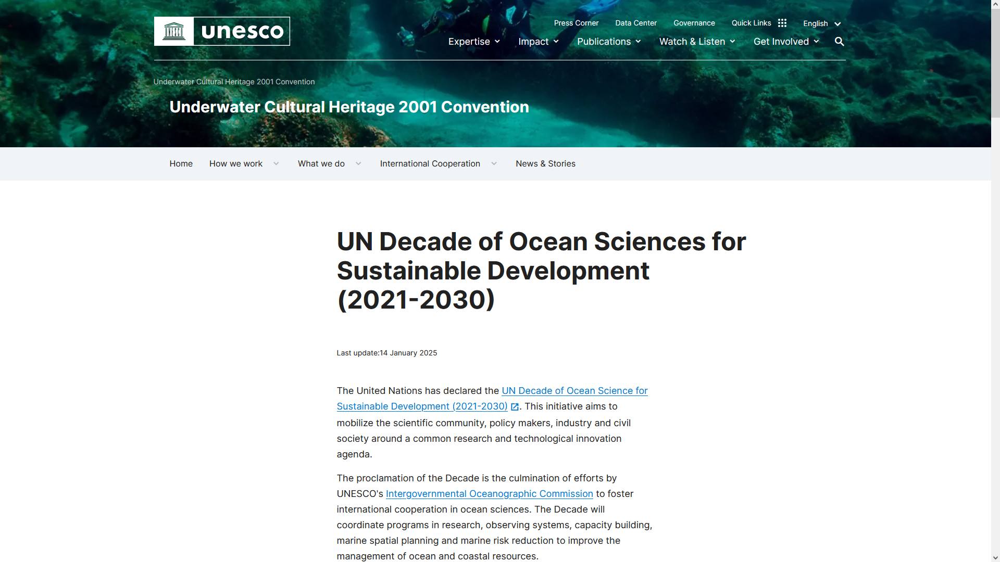 UNESCO
unesco
Press Corner
Data Center
Governance
Quick Links
English
Expertise
Impact
Publications
Watch & Listen
Get Involved
Underwater Cultural Heritage 2001 Convention
Underwater Cultural Heritage 2001 Convention
Home
How we work
What we do
International Cooperation
News & Stories
UN Decade of Ocean Sciences for
Sustainable Development
(2021-2030)
Last update:14 January 2025
The United Nations has declared the UN Decade of Ocean Science for
Sustainable Development (2021-2030) . This initiative aims to
mobilize the scientific community, policy makers, industry and civil
society around a common research and technological innovation
agenda.
The proclamation of the Decade is the culmination of efforts by
UNESCO's Intergovernmental Oceanographic Commission to foster
international cooperation in ocean sciences. The Decade will
coordinate programs in research, observing systems, capacity building,
marine spatial planning and marine risk reduction to improve the
management of ocean and coastal resources.